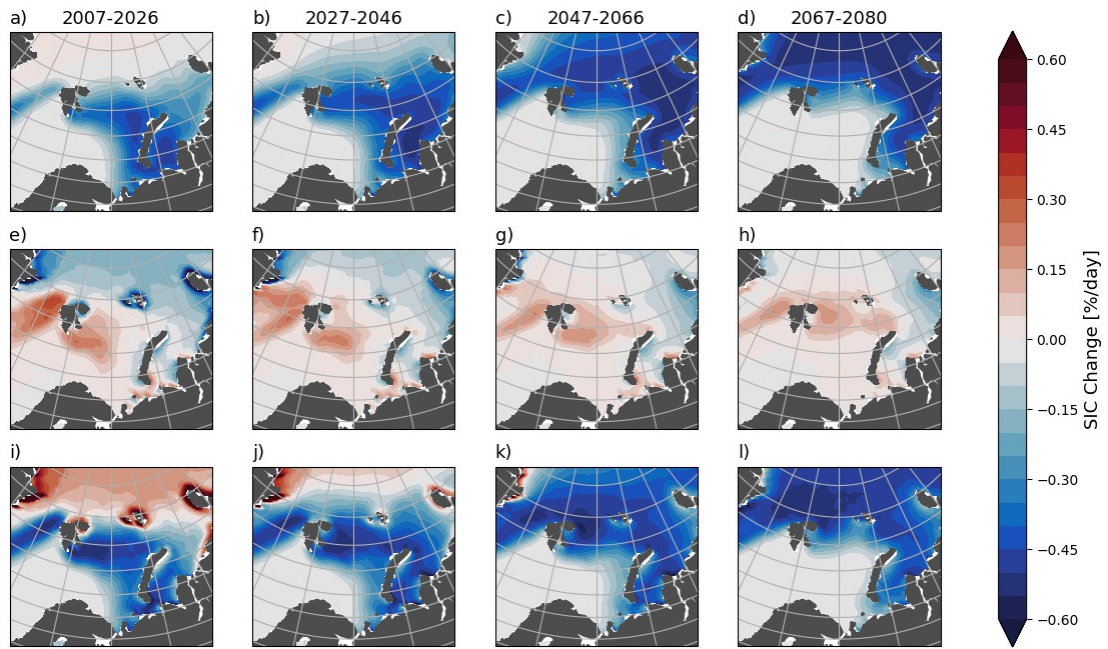 a) 2007-2026
b) 2027-2046
c) 2047-2066
d) 2067-2080
e)
f)
g)
h)
i)
j)
k)
l)
0.60
0.45
0.30
0.15
0.00
−0.15
−0.30
−0.45
−0.60
SIC Change [%/day]